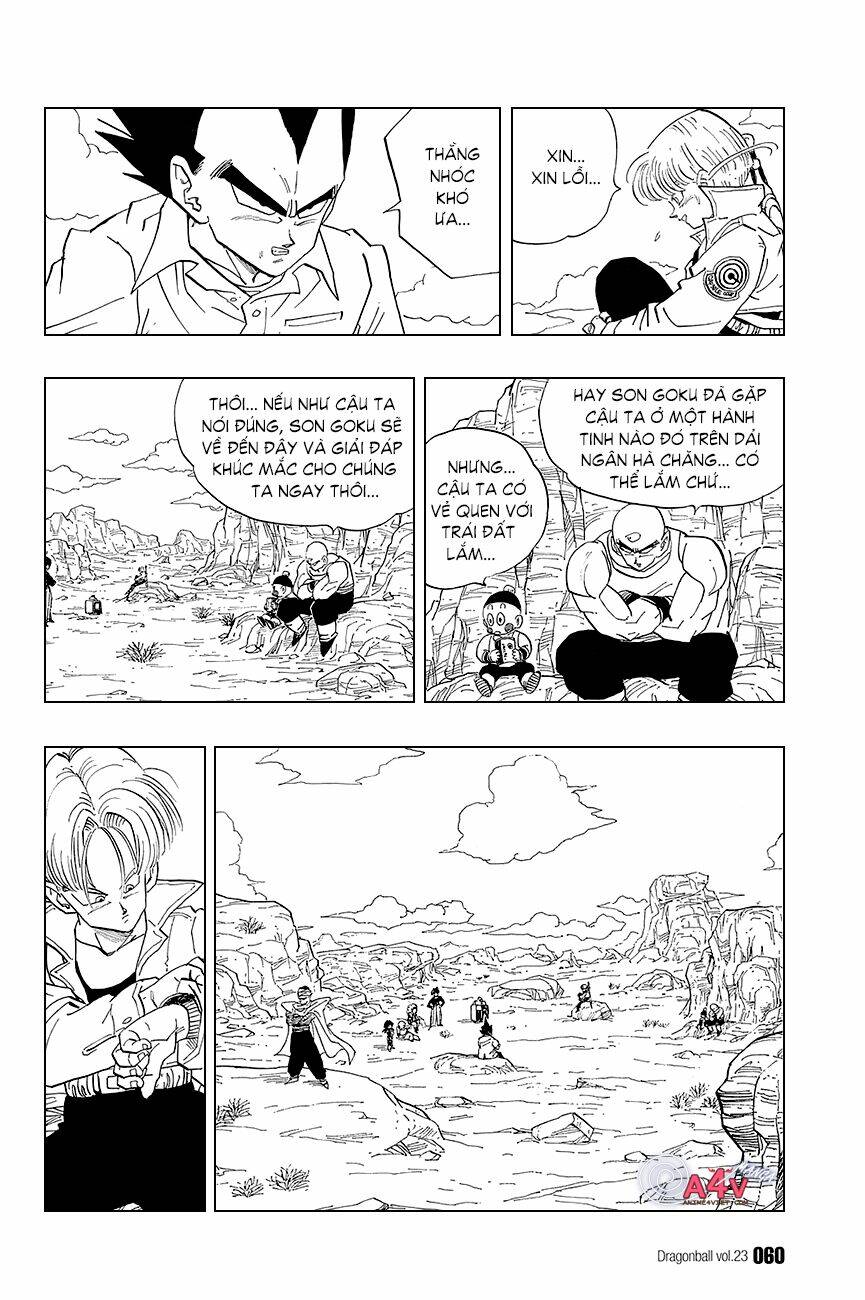 XIN...
XIN LỖI...
THẰNG
NHÓC
KHÓ
ƯA...
HAY SON GOKU ĐÃ GẶP
CẬU TA Ở MỘT HÀNH
TINH NÀO ĐÓ TRÊN DẢI
NGÂN HÀ CHĂNG... CÓ
THỂ LẮM CHỨ...
NHƯNG...
CẬU TA CÓ
VẺ QUEN VỚI
TRÁI ĐẤT
LẮM...
THÔI... NẾU NHƯ CẬU TA
NÓI ĐÚNG, SON GOKU SẼ
VỀ ĐẾN ĐÂY VÀ GIẢI ĐÁP
KHÚC MẮC CHO CHÚNG
TA NGAY THÔI...
A4V
ANIME4VIET.COM
Dragonball vol.23 060